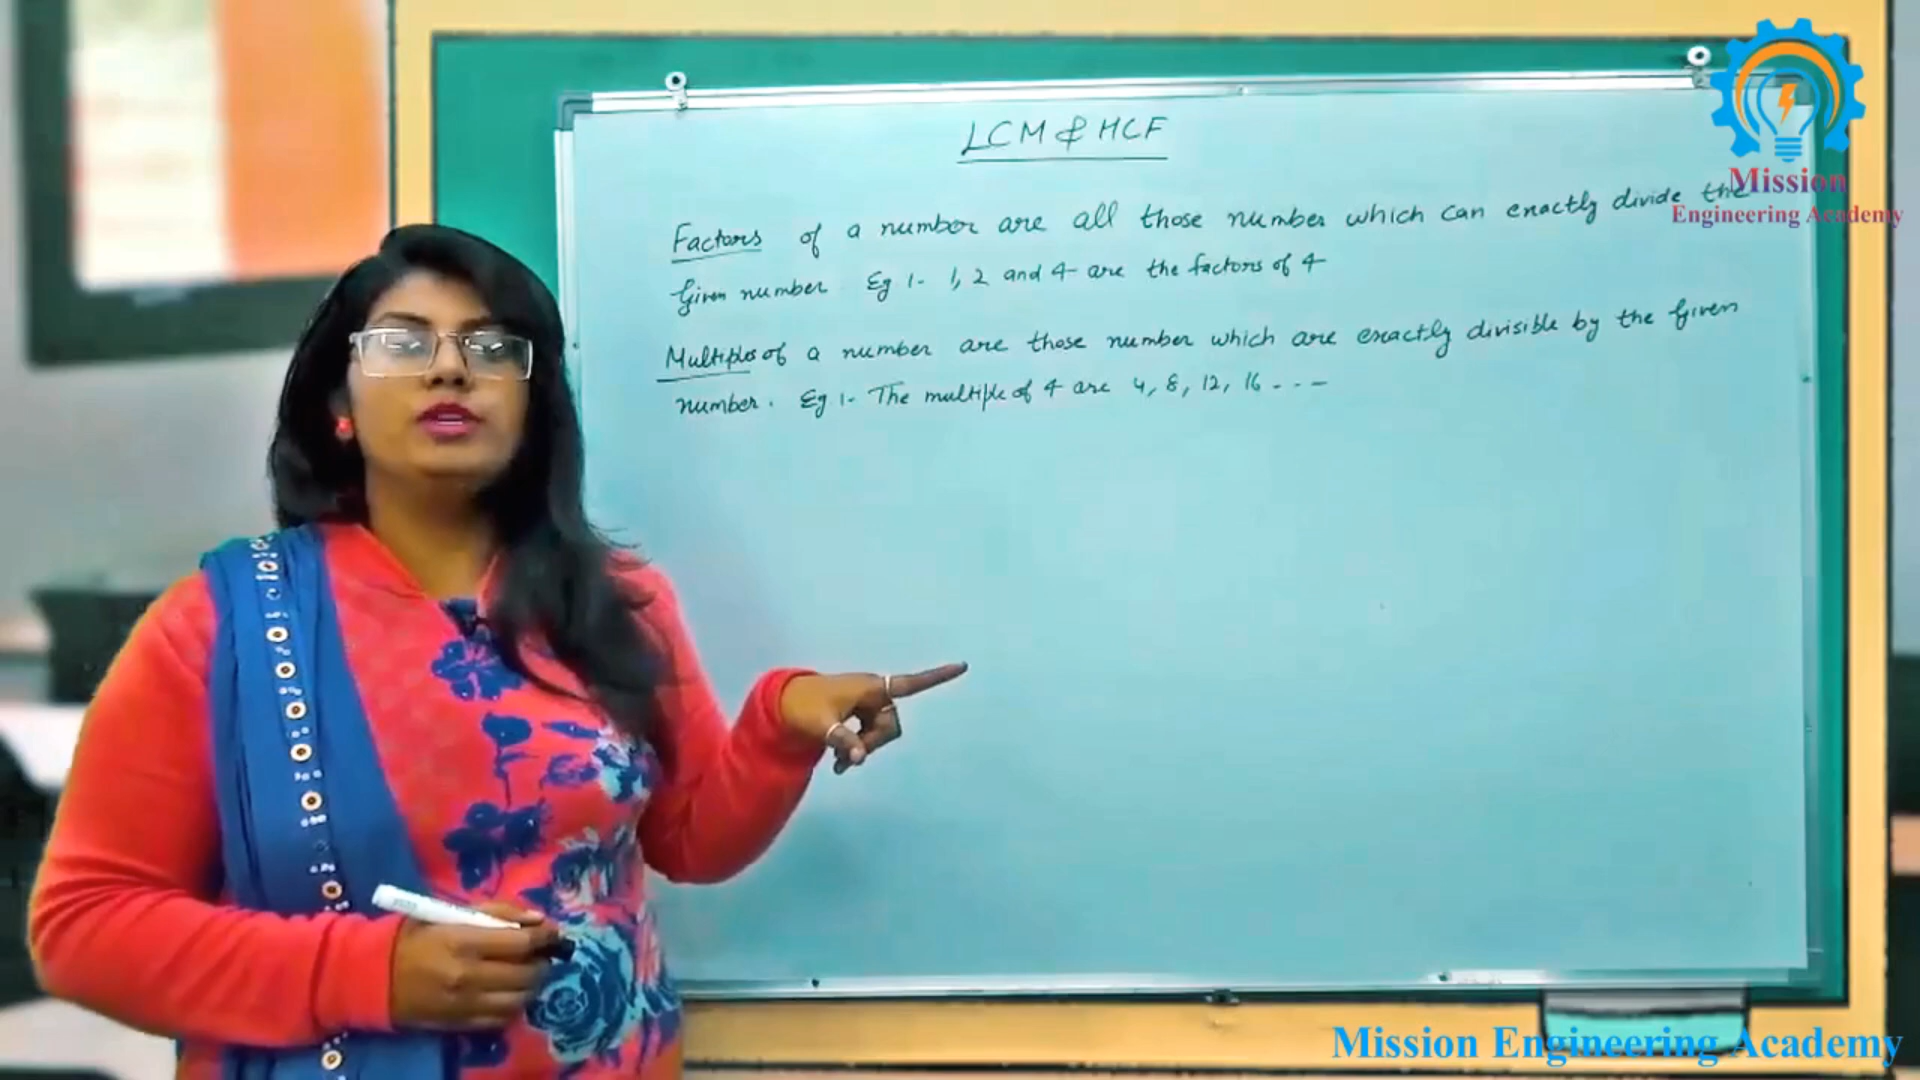 LCM & HCF
Factors of a number are all those number which can exactly divide the
Given number. Eg 1- 1, 2 and 4 are the factors of 4
Multiples of a number are those number which are exactly divisible by the Given
number. Eg 1- The multiple of 4 are 4, 8, 12, 16 - - -
Mission
Engineering Academy
Mission Engineering Academy